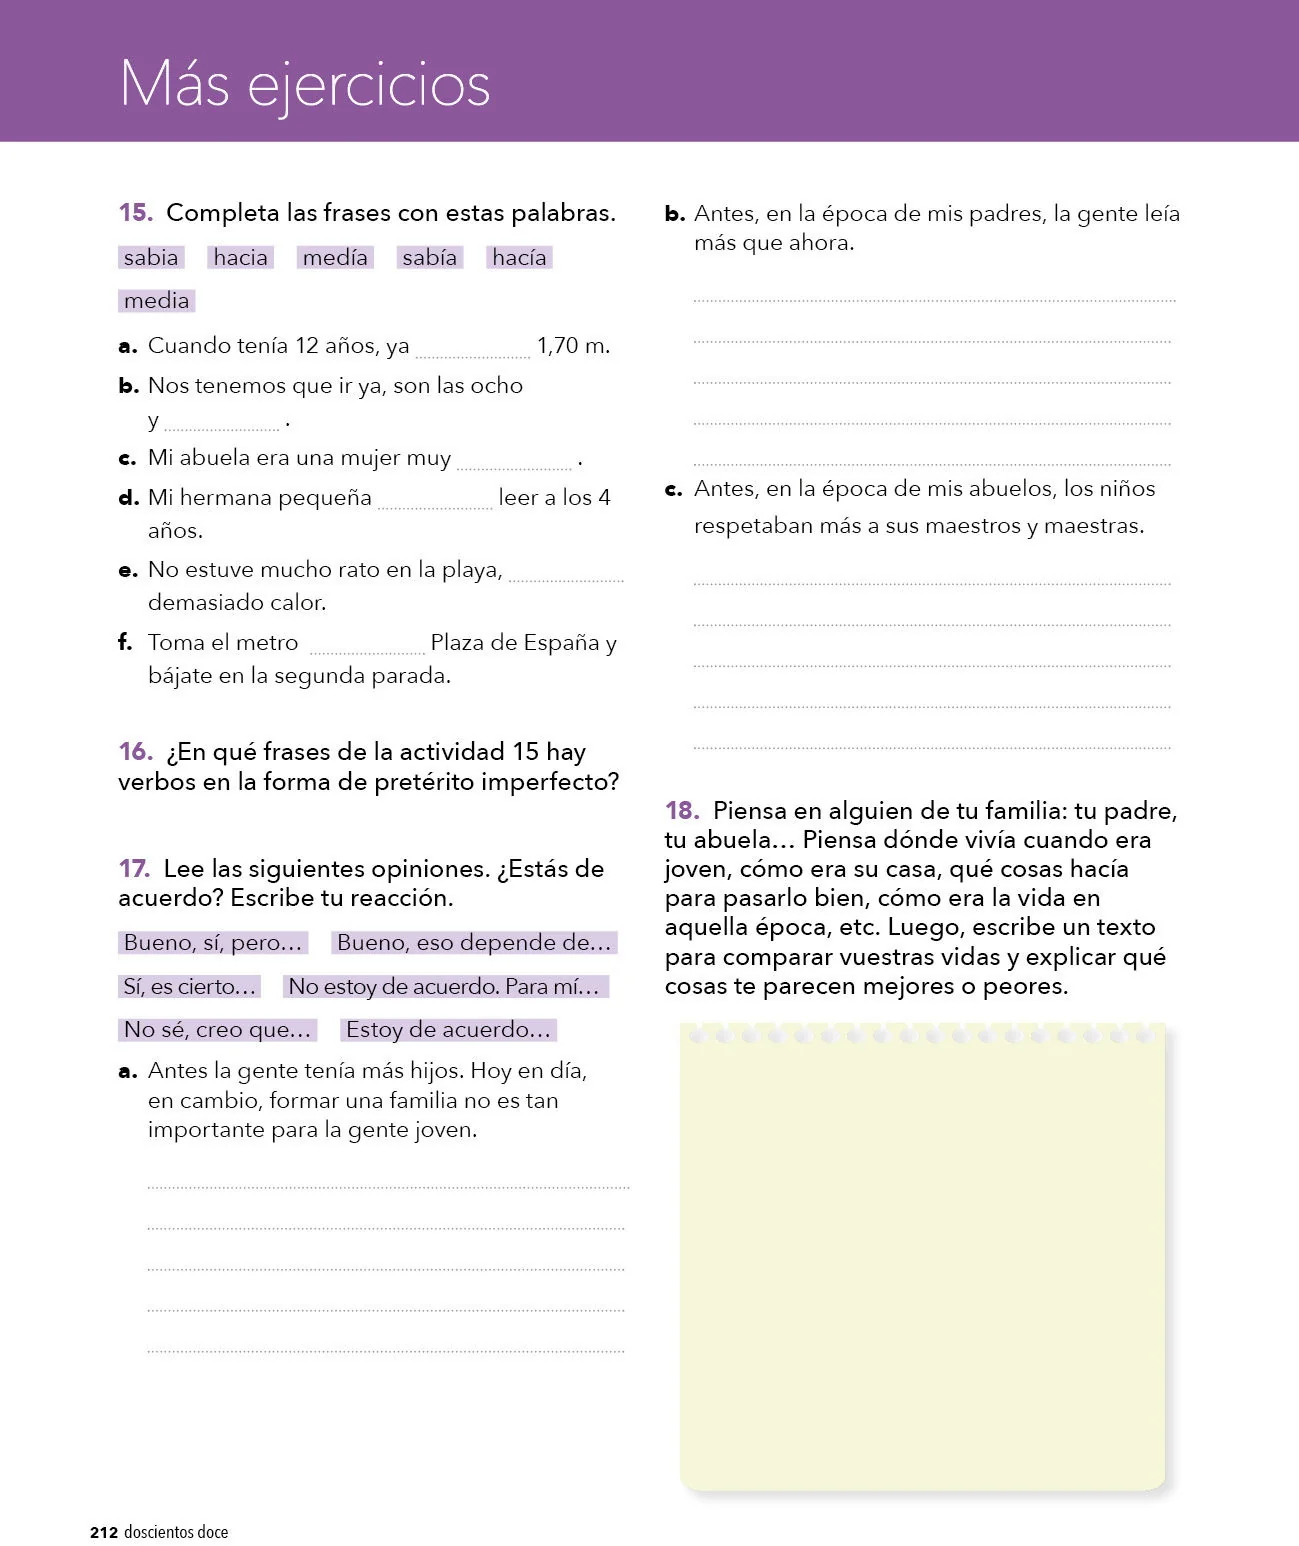 Más ejercicios
15. Completa las frases con estas palabras.
sabia hacia medía sabía hacía
media
a. Cuando tenía 12 años, ya 1,70 m.
b. Nos tenemos que ir ya, son las ocho
y .
c. Mi abuela era una mujer muy .
d. Mi hermana pequeña leer a los 4
años.
e. No estuve mucho rato en la playa,
demasiado calor.
f. Toma el metro Plaza de España y
bájate en la segunda parada.
16. ¿En qué frases de la actividad 15 hay
verbos en la forma de pretérito imperfecto?
17. Lee las siguientes opiniones. ¿Estás de
acuerdo? Escribe tu reacción.
Bueno, sí, pero... Bueno, eso depende de...
Sí, es cierto... No estoy de acuerdo. Para mí...
No sé, creo que... Estoy de acuerdo...
a. Antes la gente tenía más hijos. Hoy en día,
en cambio, formar una familia no es tan
importante para la gente joven.
b. Antes, en la época de mis padres, la gente leía
más que ahora.
c. Antes, en la época de mis abuelos, los niños
respetaban más a sus maestros y maestras.
18. Piensa en alguien de tu familia: tu padre,
tu abuela... Piensa dónde vivía cuando era
joven, cómo era su casa, qué cosas hacía
para pasarlo bien, cómo era la vida en
aquella época, etc. Luego, escribe un texto
para comparar vuestras vidas y explicar qué
cosas te parecen mejores o peores.
212 doscientos doce